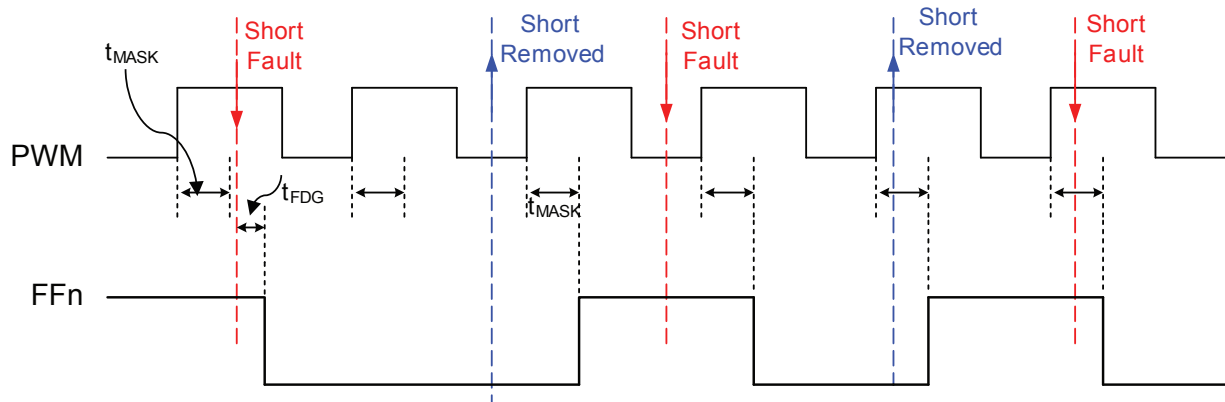 Short
Fault
Short
Removed
Short
Fault
Short
Removed
Short
Fault
tMASK
PWM
tFDG
tMASK
FFn